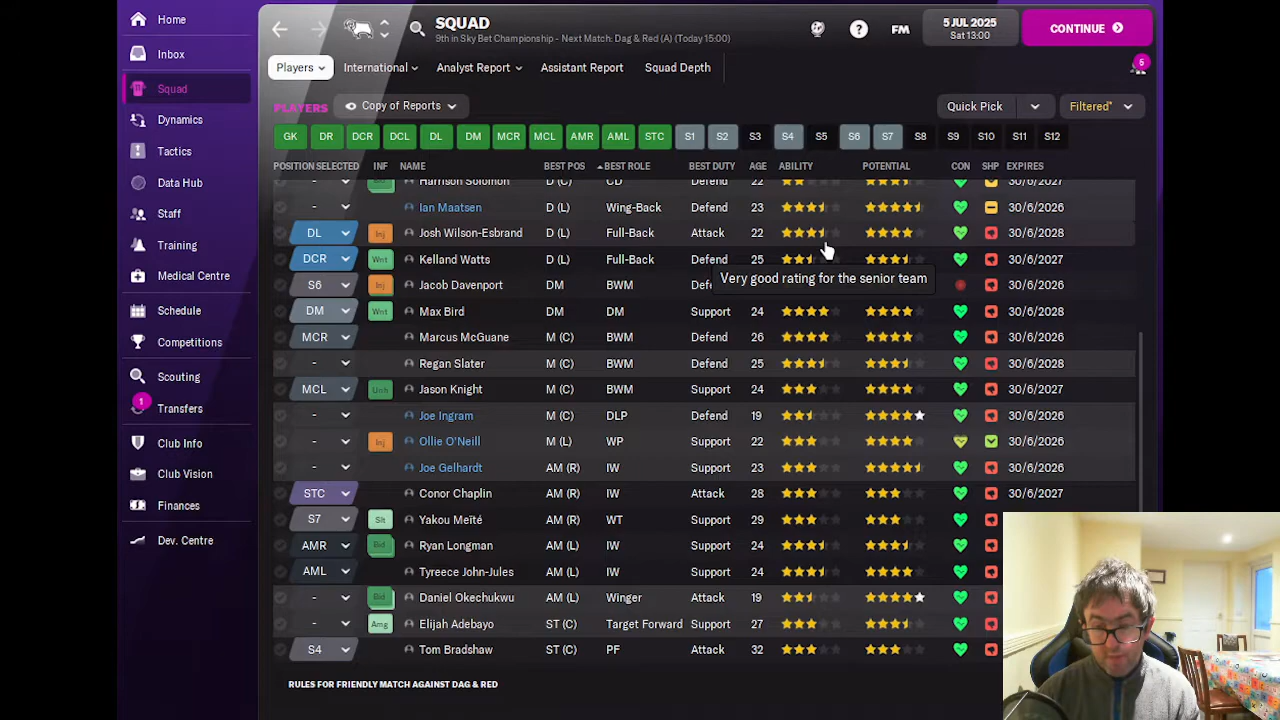 Home
Inbox
Squad
Dynamics
Tactics
Data Hub
Staff
Training
Medical Centre
Schedule
Competitions
Scouting
1
Transfers
Club Info
Club Vision
Finances
Dev. Centre
SQUAD
9th in Sky Bet Championship - Next Match: Dag & Red (A) (Today 15:00)
? FM
5 JUL 2025
Sat 13:00
CONTINUE
Players International Analyst Report Assistant Report Squad Depth
5
PLAYERS Copy of Reports Quick Pick Filtered*
GK DR DCR DCL DL DM MCR MCL AMR AML STC S1 S2 S3 S4 S5 S6 S7 S8 S9 S10 S11 S12
POSITION SELECTED INF NAME BEST POS BEST ROLE BEST DUTY AGE ABILITY POTENTIAL CON SHP EXPIRES
- Harrison Solomon D (C) CD Defend 22 30/6/2027
- Ian Maatsen D (L) Wing-Back Defend 23 30/6/2026
DL Inj Josh Wilson-Esbrand D (L) Full-Back Attack 22 30/6/2028
DCR Wnt Kelland Watts D (L) Full-Back Defend 25 30/6/2027
Very good rating for the senior team
S6 Inj Jacob Davenport DM BWM Def 30/6/2026
DM Wnt Max Bird DM DM Support 24 30/6/2028
MCR Marcus McGuane M (C) BWM Defend 26 30/6/2026
- Regan Slater M (C) BWM Defend 25 30/6/2028
MCL Unh Jason Knight M (C) BWM Support 24 30/6/2027
- Joe Ingram M (C) DLP Defend 19 30/6/2026
- Inj Ollie O'Neill M (L) WP Support 22 30/6/2026
- Joe Gelhardt AM (R) IW Support 23 30/6/2026
STC Conor Chaplin AM (R) IW Attack 28 30/6/2027
S7 Slt Yakou Meïté AM (R) WT Support 29
AMR Bid Ryan Longman AM (L) IW Support 24
AML Tyreece John-Jules AM (L) IW Support 24
- Bid Daniel Okechukwu AM (L) Winger Attack 19
- Amg Elijah Adebayo ST (C) Target Forward Support 27
S4 Tom Bradshaw ST (C) PF Attack 32
RULES FOR FRIENDLY MATCH AGAINST DAG & RED